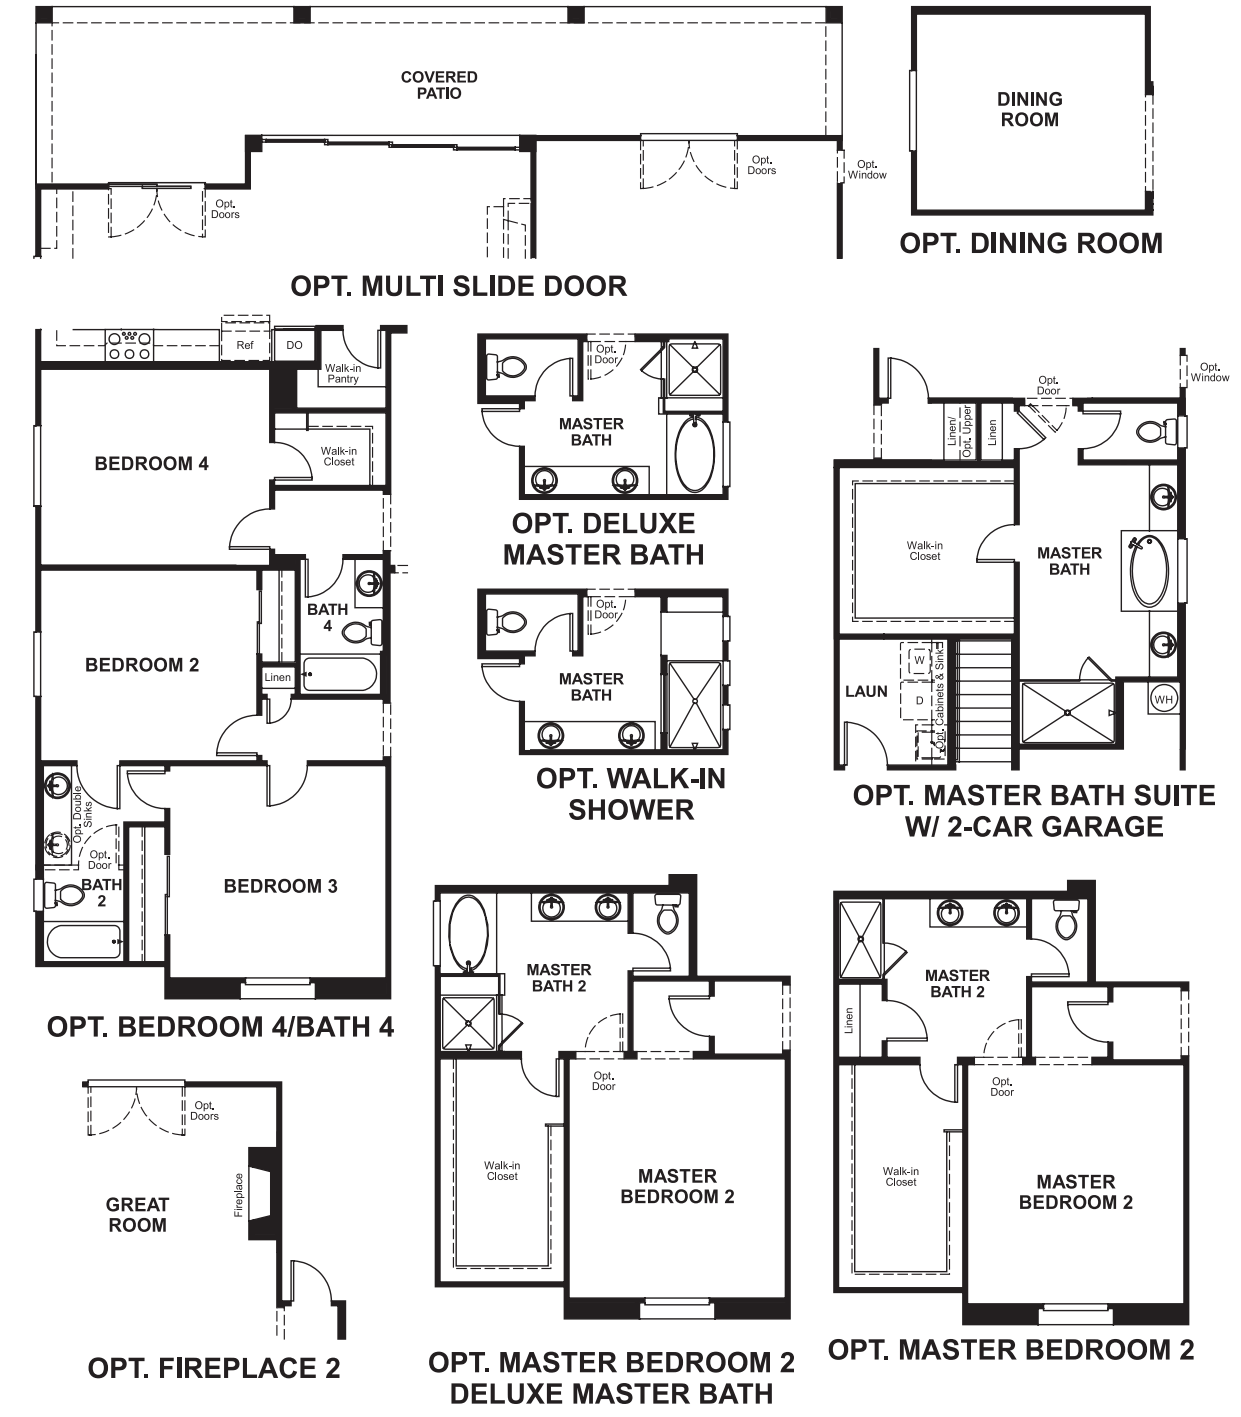 COVERED
PATIO
Opt.
Doors
Opt.
Doors
Opt.
Window
OPT. MULTI SLIDE DOOR
DINING
ROOM
OPT. DINING ROOM
Ref
DO
Walk-in
Pantry
BEDROOM 4
Walk-in
Closet
BEDROOM 2
BATH
4
Linen
Opt. Double
Sinks
Opt.
Door
BATH
2
BEDROOM 3
OPT. BEDROOM 4/BATH 4
Opt.
Door
MASTER
BATH
OPT. DELUXE
MASTER BATH
Opt.
Door
MASTER
BATH
OPT. WALK-IN
SHOWER
Opt.
Window
Opt.
Door
Linen/
Opt. Upper
Linen
Walk-in
Closet
MASTER
BATH
LAUN
W
D
Opt. Cabinets & Sink
WH
OPT. MASTER BATH SUITE
W/ 2-CAR GARAGE
Opt.
Doors
Fireplace
GREAT
ROOM
OPT. FIREPLACE 2
MASTER
BATH 2
Opt.
Door
Walk-in
Closet
MASTER
BEDROOM 2
OPT. MASTER BEDROOM 2
DELUXE MASTER BATH
MASTER
BATH 2
Linen
Opt.
Door
Walk-in
Closet
MASTER
BEDROOM 2
OPT. MASTER BEDROOM 2